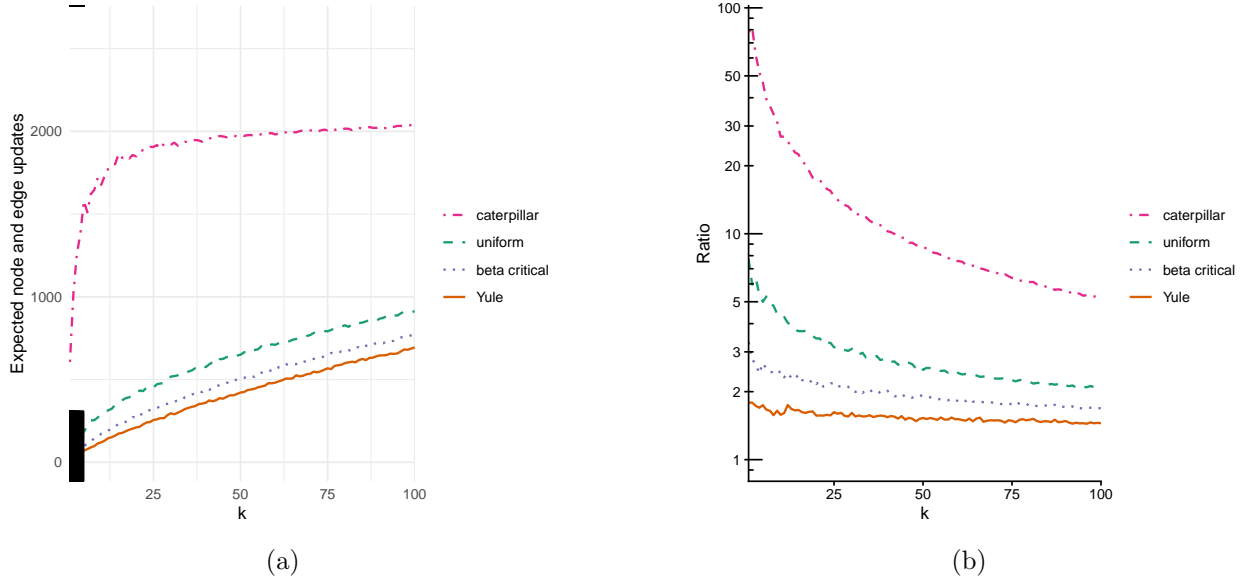 Expected node and edge updates
2000
1000
0
25
50
75
100
k
caterpillar
uniform
beta critical
Yule
(a)
Ratio
100
50
30
20
10
5
3
2
1
25
50
75
100
k
caterpillar
uniform
beta critical
Yule
(b)